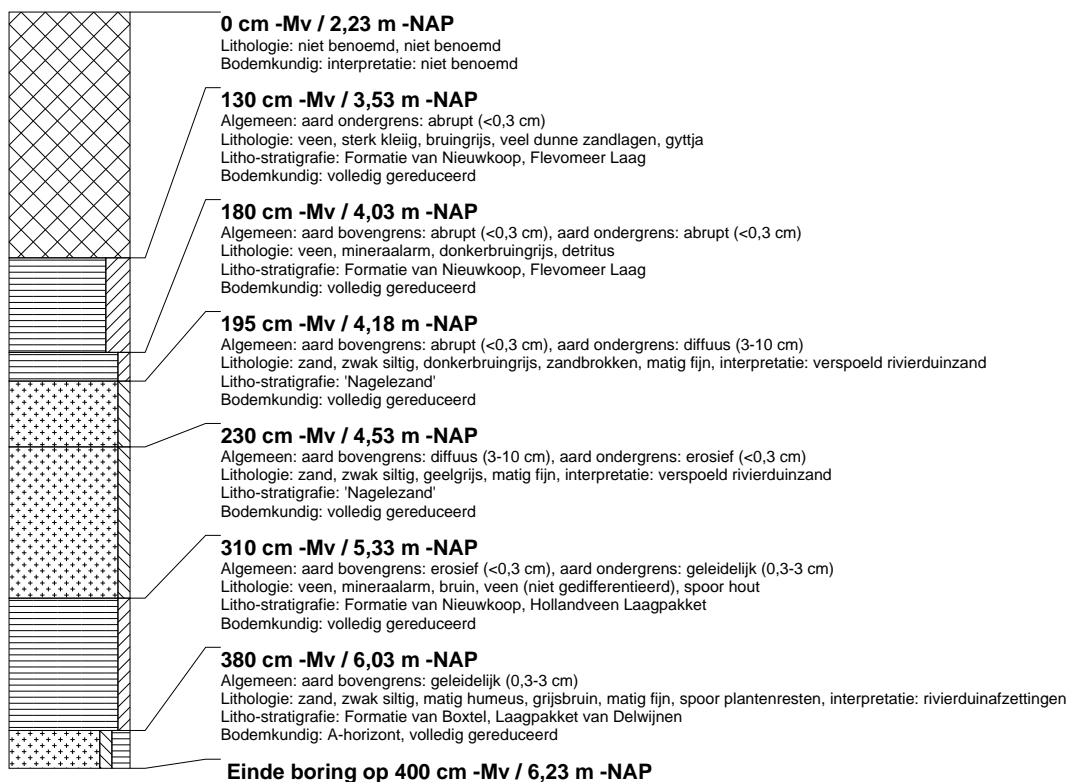 0 cm -Mv / 2,23 m -NAP
Lithologie: niet benoemd, niet benoemd
Bodemkundig: interpretatie: niet benoemd
130 cm -Mv / 3,53 m -NAP
Algemeen: aard ondergrens: abrupt (<0,3 cm)
Lithologie: veen, sterk kleiig, bruingrijs, veel dunne zandlagen, gyttja
Litho-stratigrafie: Formatie van Nieuwkoop, Flevomeer Laag
Bodemkundig: volledig gereduceerd
180 cm -Mv / 4,03 m -NAP
Algemeen: aard bovengrens: abrupt (<0,3 cm), aard ondergrens: abrupt (<0,3 cm)
Lithologie: veen, mineraalarm, donkerbruingrijs, detritus
Litho-stratigrafie: Formatie van Nieuwkoop, Flevomeer Laag
Bodemkundig: volledig gereduceerd
195 cm -Mv / 4,18 m -NAP
Algemeen: aard bovengrens: abrupt (<0,3 cm), aard ondergrens: diffuus (3-10 cm)
Lithologie: zand, zwak siltig, donkerbruingrijs, zandbrokken, matig fijn, interpretatie: verspoeld rivierduinzand
Litho-stratigrafie: 'Nagelezand'
Bodemkundig: volledig gereduceerd
230 cm -Mv / 4,53 m -NAP
Algemeen: aard bovengrens: diffuus (3-10 cm), aard ondergrens: erosief (<0,3 cm)
Lithologie: zand, zwak siltig, geelgrijs, matig fijn, interpretatie: verspoeld rivierduinzand
Litho-stratigrafie: 'Nagelezand'
Bodemkundig: volledig gereduceerd
310 cm -Mv / 5,33 m -NAP
Algemeen: aard bovengrens: erosief (<0,3 cm), aard ondergrens: geleidelijk (0,3-3 cm)
Lithologie: veen, mineraalarm, bruin, veen (niet gedifferentieerd), spoor hout
Litho-stratigrafie: Formatie van Nieuwkoop, Hollandveen Laagpakket
Bodemkundig: volledig gereduceerd
380 cm -Mv / 6,03 m -NAP
Algemeen: aard bovengrens: geleidelijk (0,3-3 cm)
Lithologie: zand, zwak siltig, matig humeus, grijsbruin, matig fijn, spoor plantenresten, interpretatie: rivierduinafzettingen
Litho-stratigrafie: Formatie van Boxtel, Laagpakket van Delwijnen
Bodemkundig: A-horizont, volledig gereduceerd
Einde boring op 400 cm -Mv / 6,23 m -NAP